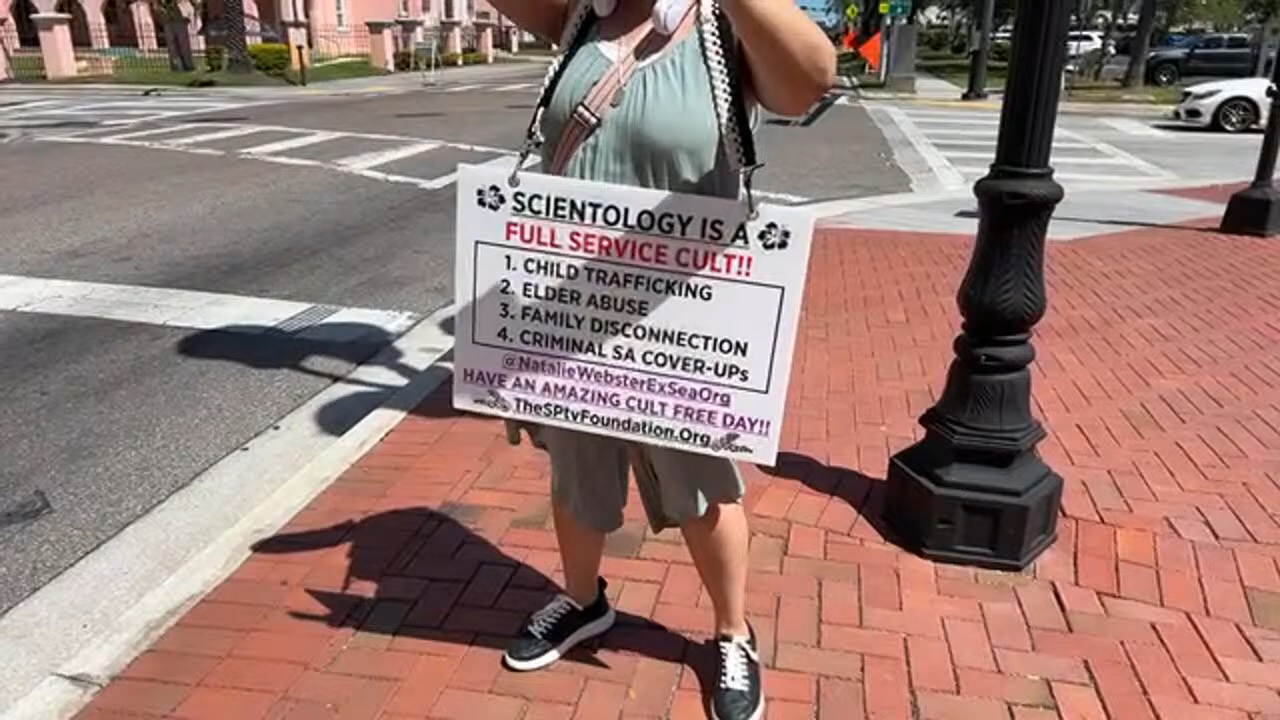 SCIENTOLOGY IS A
FULL SERVICE CULT!!
1. CHILD TRAFFICKING
2. ELDER ABUSE
3. FAMILY DISCONNECTION
4. CRIMINAL SA COVER-UPs
@NatalieWebsterExSeaOrg
HAVE AN AMAZING CULT FREE DAY!!
TheSPtvFoundation.Org